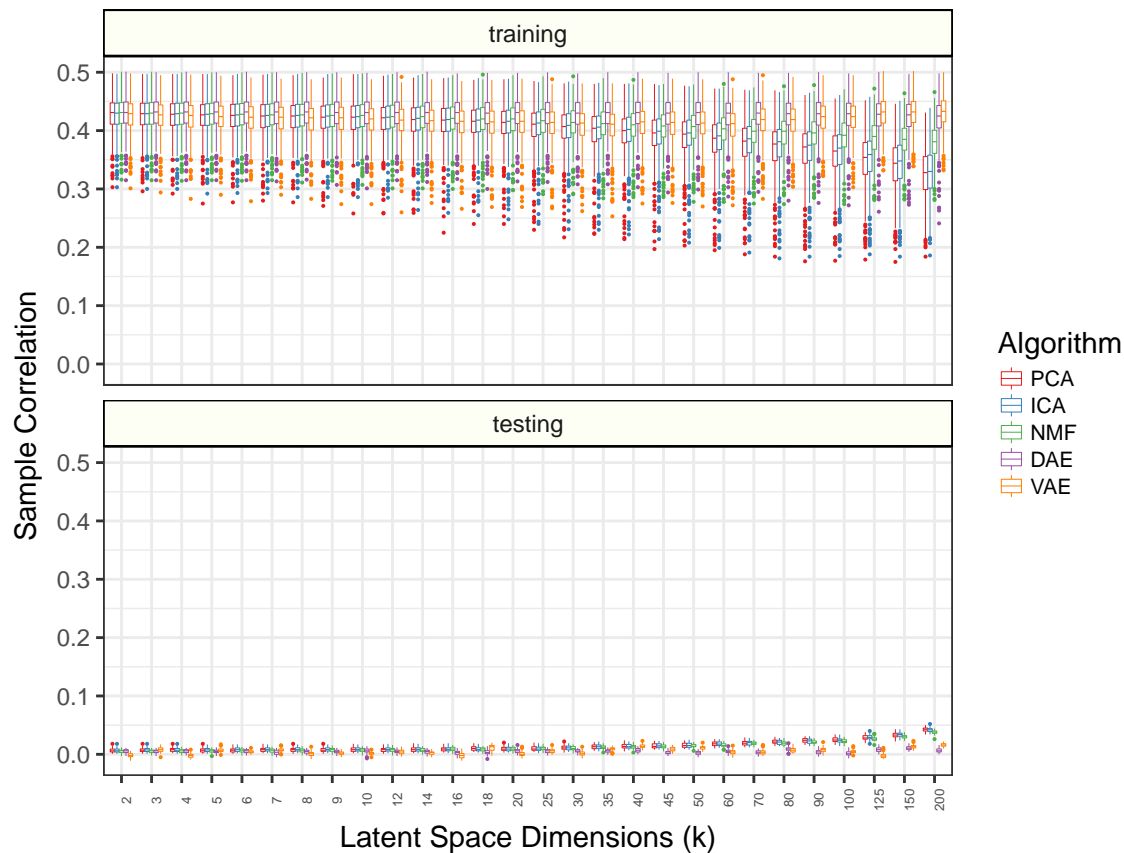 training
0.5
0.4
0.3
0.2
0.1
0.0
testing
0.5
0.4
0.3
0.2
0.1
0.0
2 3 4 5 6 7 8 9 10 12 14 16 18 20 25 30 35 40 45 50 60 70 80 90 100 125 150 200
Latent Space Dimensions (k)
Sample Correlation
Algorithm
PCA
ICA
NMF
DAE
VAE